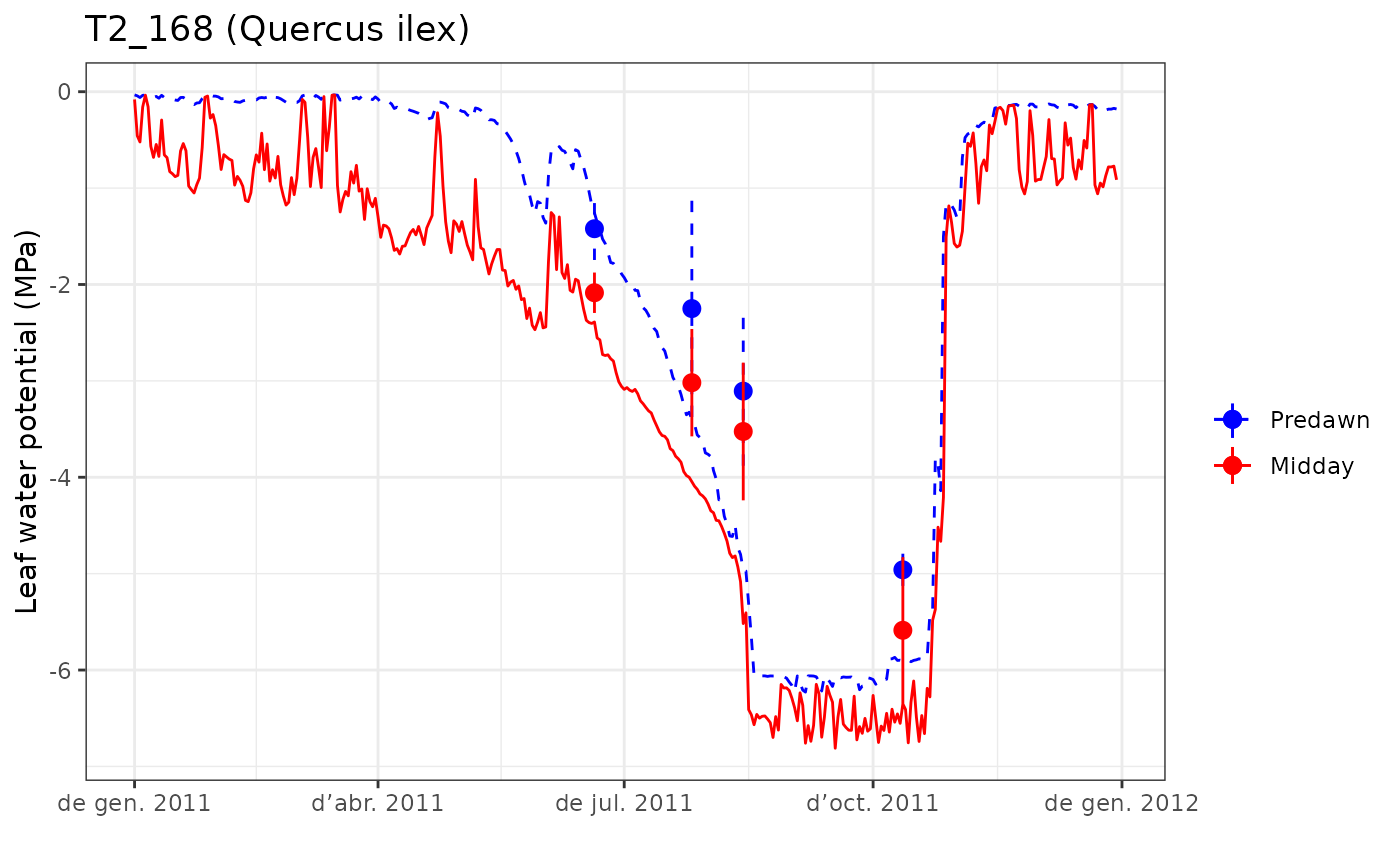 T2_168 (Quercus ilex)
Leaf water potential (MPa)
0
-2
-4
-6
de gen. 2011
d’abr. 2011
de jul. 2011
d’oct. 2011
de gen. 2012
Predawn
Midday